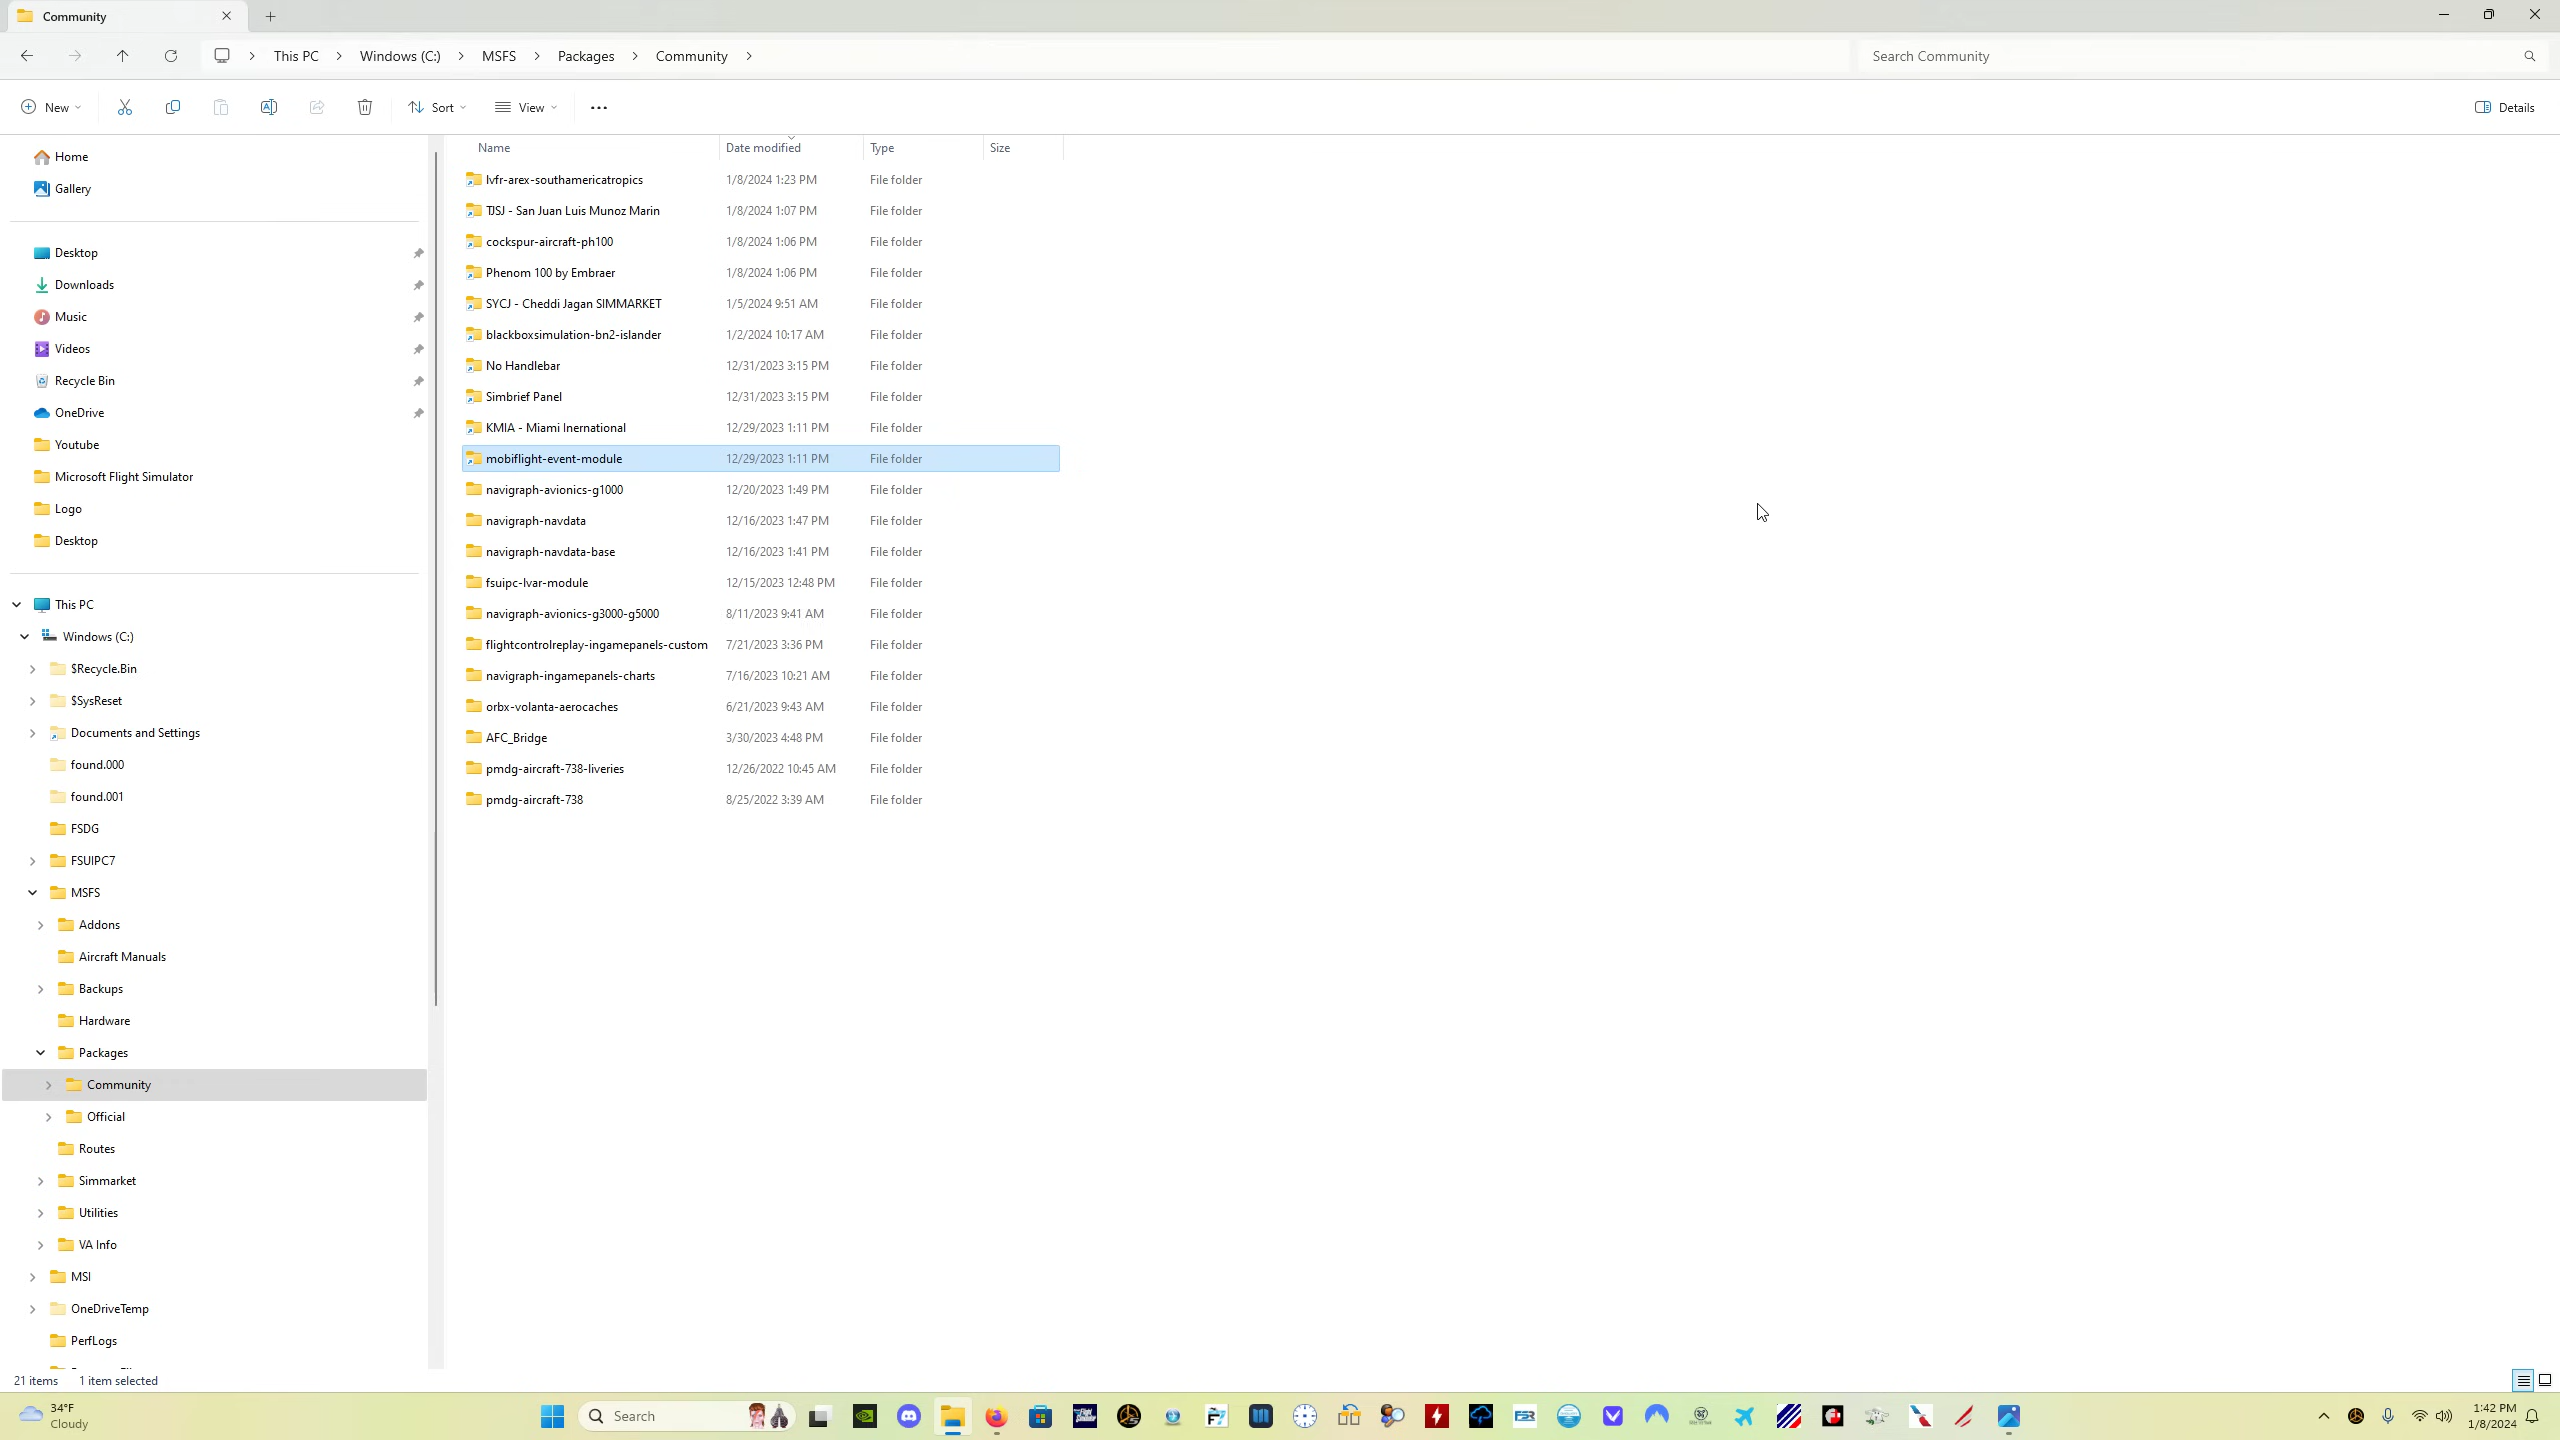 Community
This PC > Windows (C:) > MSFS > Packages > Community >
Search Community
New
Sort
View
Details
Name Date modified Type Size
Home
Gallery
Desktop
Downloads
Music
Videos
Recycle Bin
OneDrive
Youtube
Microsoft Flight Simulator
Logo
Desktop
This PC
Windows (C:)
$Recycle.Bin
$SysReset
Documents and Settings
found.000
found.001
FSDG
FSUIPC7
MSFS
Addons
Aircraft Manuals
Backups
Hardware
Packages
Community
Official
Routes
Simmarket
Utilities
VA Info
MSI
OneDriveTemp
PerfLogs
lvfr-arex-southamericatropics 1/8/2024 1:23 PM File folder
TJSJ - San Juan Luis Munoz Marin 1/8/2024 1:07 PM File folder
cockspur-aircraft-ph100 1/8/2024 1:06 PM File folder
Phenom 100 by Embraer 1/8/2024 1:06 PM File folder
SYCJ - Cheddi Jagan SIMMARKET 1/5/2024 9:51 AM File folder
blackboxsimulation-bn2-islander 1/2/2024 10:17 AM File folder
No Handlebar 12/31/2023 3:15 PM File folder
Simbrief Panel 12/31/2023 3:15 PM File folder
KMIA - Miami Inernational 12/29/2023 1:11 PM File folder
mobiflight-event-module 12/29/2023 1:11 PM File folder
navigraph-avionics-g1000 12/20/2023 1:49 PM File folder
navigraph-navdata 12/16/2023 1:47 PM File folder
navigraph-navdata-base 12/16/2023 1:41 PM File folder
fsuipc-lvar-module 12/15/2023 12:48 PM File folder
navigraph-avionics-g3000-g5000 8/11/2023 9:41 AM File folder
flightcontrolreplay-ingamepanels-custom 7/21/2023 3:36 PM File folder
navigraph-ingamepanels-charts 7/16/2023 10:21 AM File folder
orbx-volanta-aerocaches 6/21/2023 9:43 AM File folder
AFC_Bridge 3/30/2023 4:48 PM File folder
pmdg-aircraft-738-liveries 12/26/2022 10:45 AM File folder
pmdg-aircraft-738 8/25/2022 3:39 AM File folder
21 items 1 item selected
34°F
Cloudy
Search
1:42 PM
1/8/2024